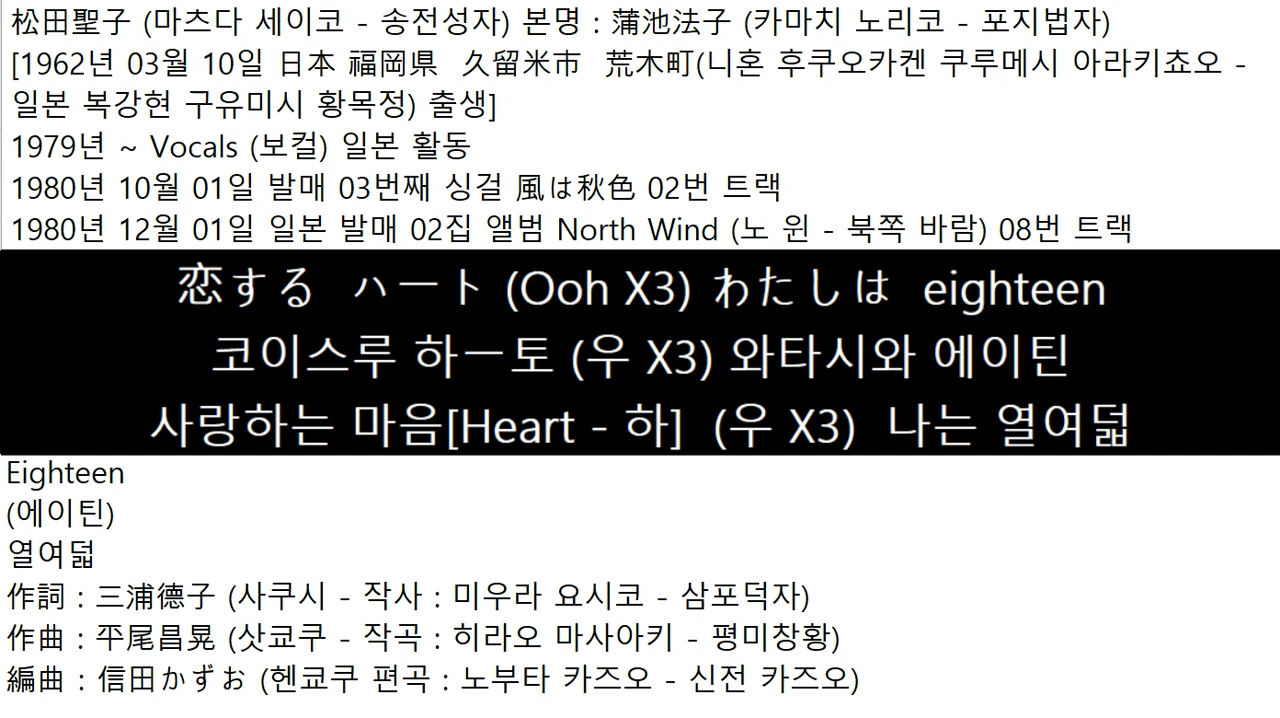 松田聖子 (마츠다 세이코 - 송전성자) 본명 : 蒲池法子 (카마치 노리코 - 포지법자)
[1962년 03월 10일 日本 福岡県 久留米市 荒木町(니혼 후쿠오카켄 쿠루메시 아라키쵸오 -
일본 복강현 구유미시 황목정) 출생]
1979년 ~ Vocals (보컬) 일본 활동
1980년 10월 01일 발매 03번째 싱걸 風は秋色 02번 트랙
1980년 12월 01일 일본 발매 02집 앨범 North Wind (노 윈 - 북쪽 바람) 08번 트랙
恋する ハート (Ooh X3) わたしは eighteen
코이스루 하ー토 (우 X3) 와타시와 에이틴
사랑하는 마음[Heart - 하] (우 X3) 나는 열여덟
Eighteen
(에이틴)
열여덟
作詞 : 三浦徳子 (사쿠시 - 작사 : 미우라 요시코 - 삼포덕자)
作曲 : 平尾昌晃 (삿쿄쿠 - 작곡 : 히라오 마사아키 - 평미창황)
編曲 : 信田かずお (헨쿄쿠 편곡 : 노부타 카즈오 - 신전 카즈오)